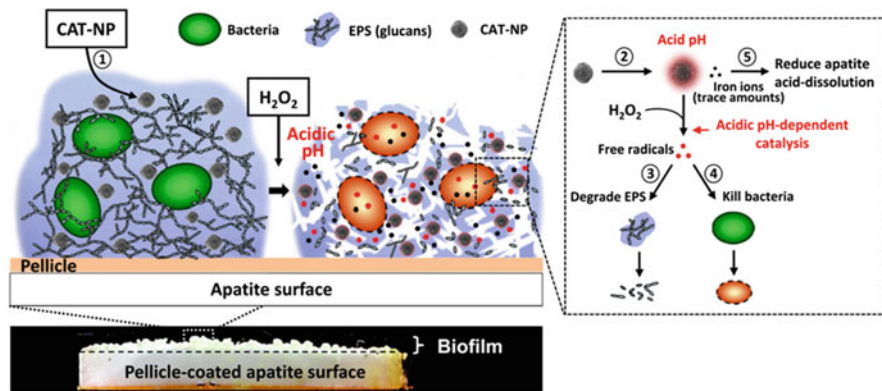 CAT-NP
Bacteria
EPS (glucans)
CAT-NP
①
H₂O₂
Acidic
pH
Pellicle
Apatite surface
Biofilm
Pellicle-coated apatite surface
Acid pH
②
⑤
Reduce apatite
acid-dissolution
Iron ions
(trace amounts)
H₂O₂
Acidic pH-dependent
catalysis
Free radicals
③
④
Degrade EPS
Kill bacteria